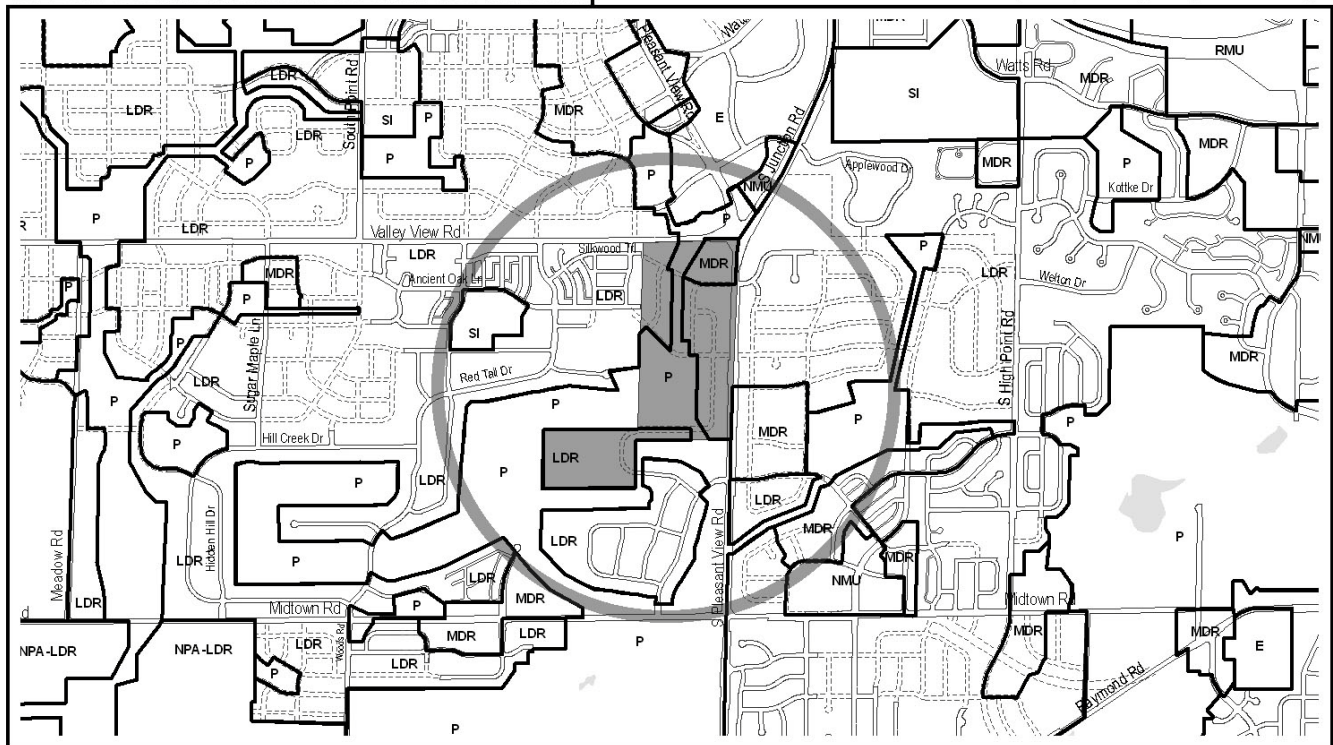 MDR
RMU
Watts Rd
MDR
LDR
LDR
South Point Rd
Pleasant View Rd
SI
LDR
SI
P
MDR
E
S Junction Rd
P
P
MDR
Applewood Dr
P
MDR
Kottke Dr
NMU
P
LDR
P
Valley View Rd
Silkwood Trl
P
LDR
NMU
LDR
MDR
Ancient Oak Ln
LDR
MDR
Welton Dr
P
P
SI
Sugar Maple Ln
P
LDR
Red Tail Dr
P
S High Point Rd
MDR
P
P
P
P
Hill Creek Dr
MDR
P
LDR
P
P
LDR
LDR
MDR
P
Meadow Rd
LDR
Hidden Hill Dr
P
LDR
S Pleasant View Rd
MDR
NMU
LDR
LDR
P
Midtown Rd
MDR
Midtown Rd
NPA-LDR
NPA-LDR
LDR
Woods Rd
MDR
LDR
P
MDR
MDR
E
LDR
P
Raymond Rd
P